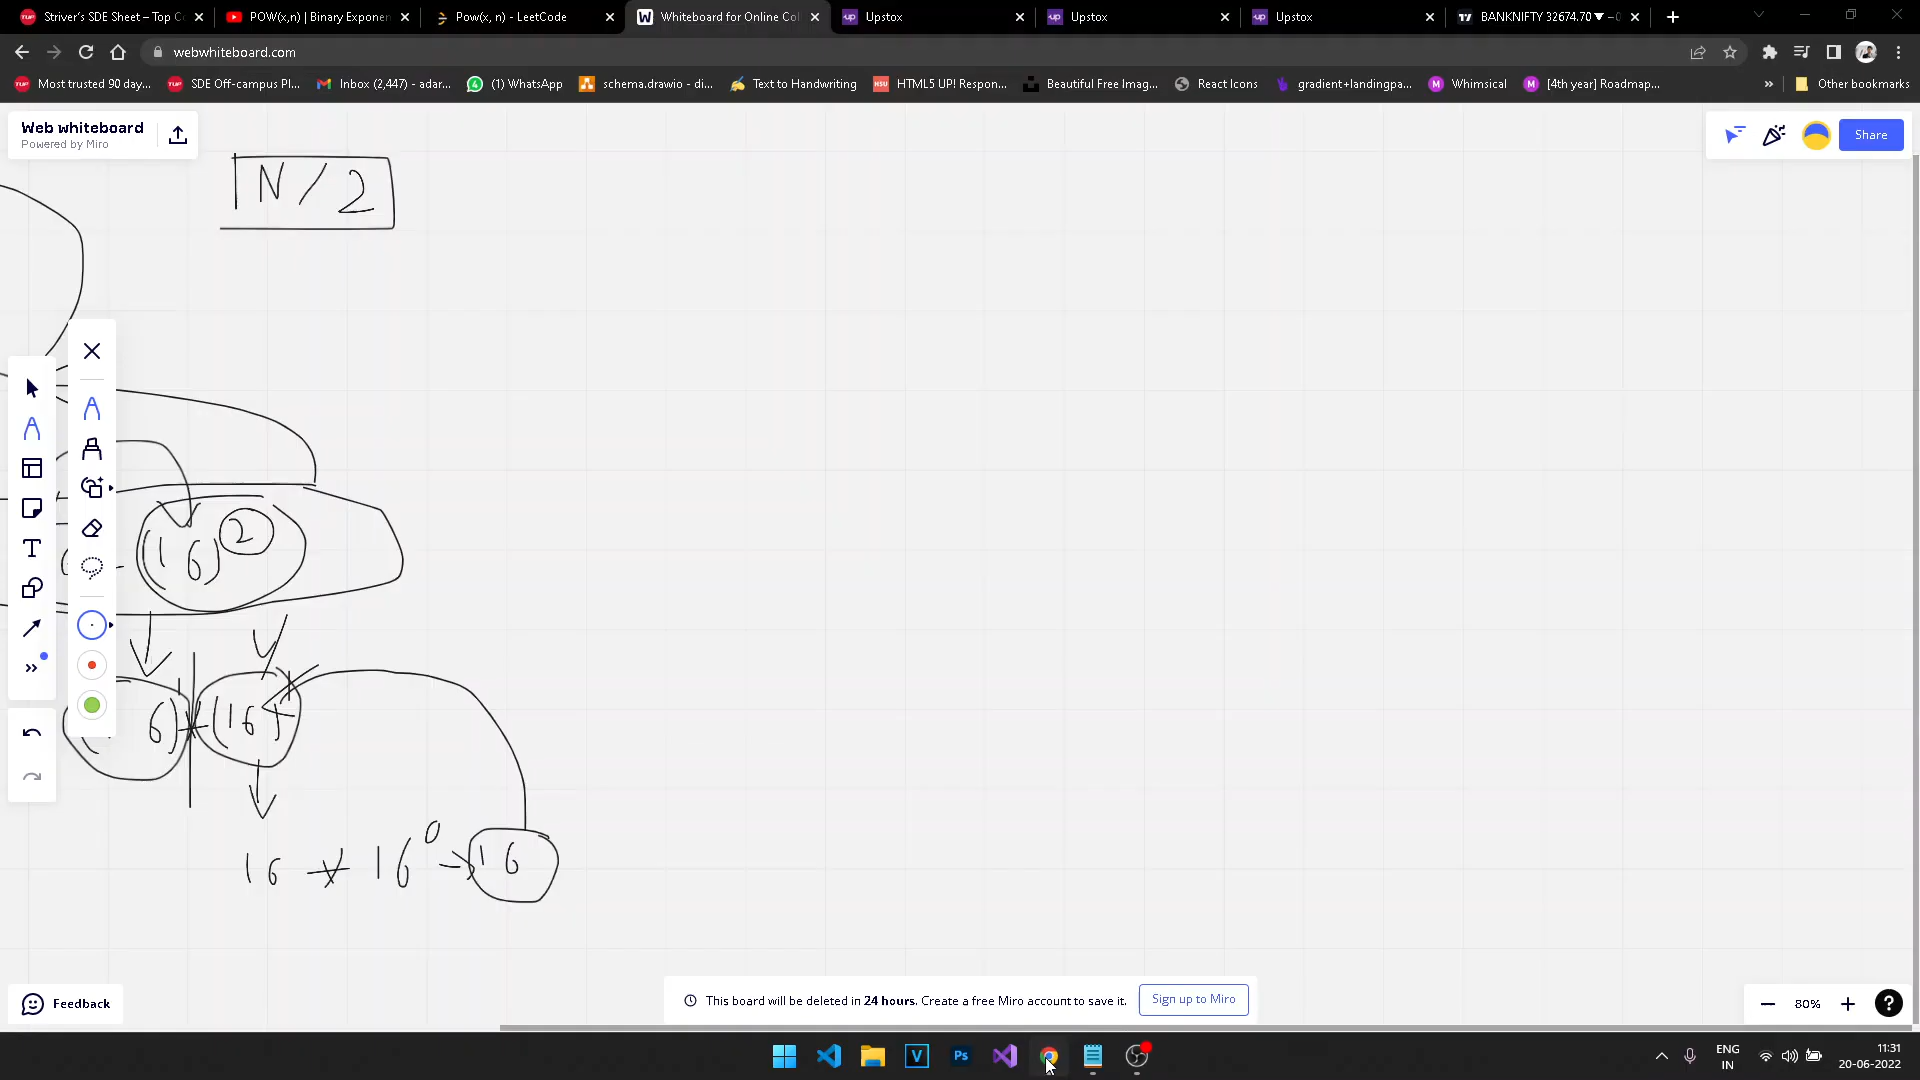 Striver's SDE Sheet – Top C
POW(x,n) | Binary Exponen
Pow(x, n) - LeetCode
Whiteboard for Online Col
Upstox
Upstox
Upstox
BANKNIFTY 32674.70 ▼ −0
webwhiteboard.com
Most trusted 90 day...
SDE Off-campus Pl...
Inbox (2,447) - adar...
(1) WhatsApp
schema.drawio - di...
Text to Handwriting
HTML5 UP! Respon...
Beautiful Free Imag...
React Icons
gradient+landingpa...
Whimsical
[4th year] Roadmap...
»
Other bookmarks
Web whiteboard
Powered by Miro
Share
N / 2
(16)2
6) * (16)1
16 * 16 0 → 16
Feedback
This board will be deleted in 24 hours. Create a free Miro account to save it.
Sign up to Miro
80%
ENG
IN
11:31
20-06-2022